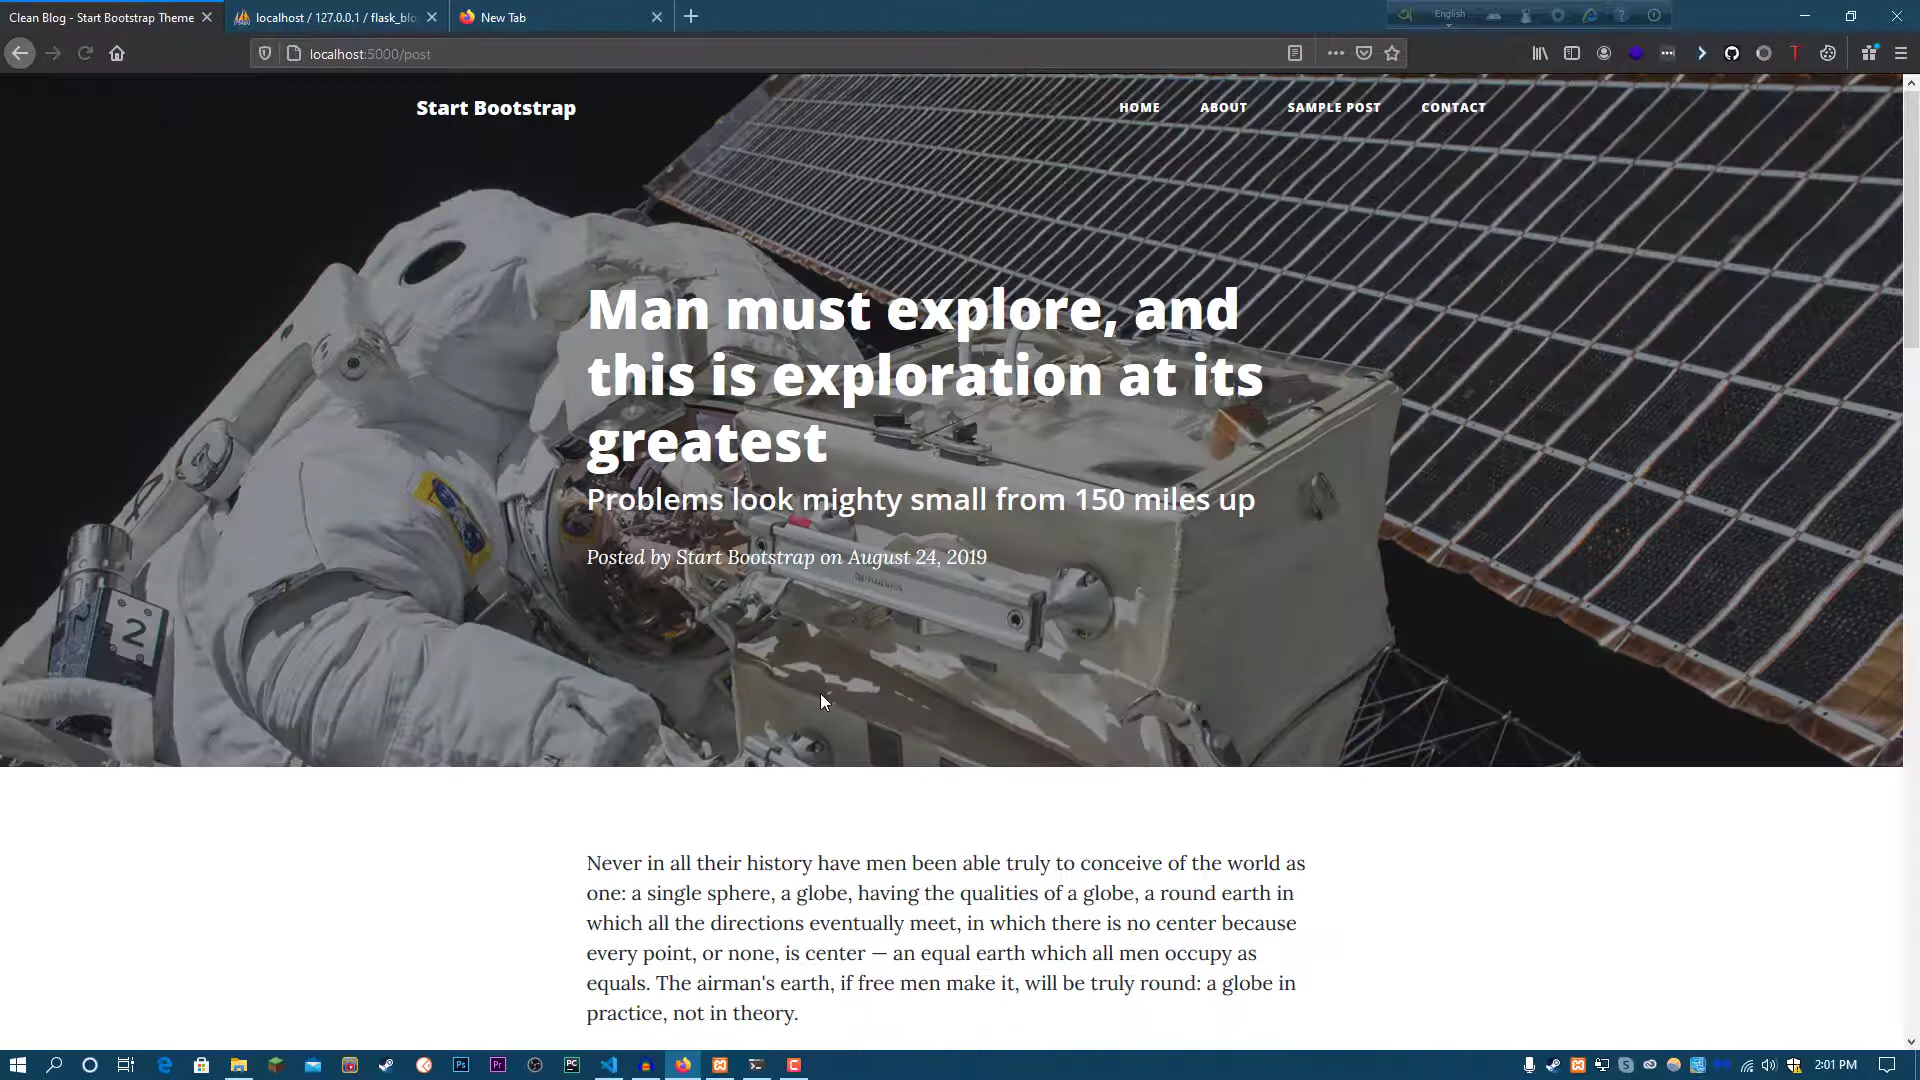 Clean Blog - Start Bootstrap Theme
localhost / 127.0.0.1 / flask_blo
New Tab
English
localhost:5000/post
Start Bootstrap
HOME
ABOUT
SAMPLE POST
CONTACT
Man must explore, and
this is exploration at its
greatest
Problems look mighty small from 150 miles up
Posted by Start Bootstrap on August 24, 2019
2
Never in all their history have men been able truly to conceive of the world as
one: a single sphere, a globe, having the qualities of a globe, a round earth in
which all the directions eventually meet, in which there is no center because
every point, or none, is center — an equal earth which all men occupy as
equals. The airman's earth, if free men make it, will be truly round: a globe in
practice, not in theory.
2:01 PM